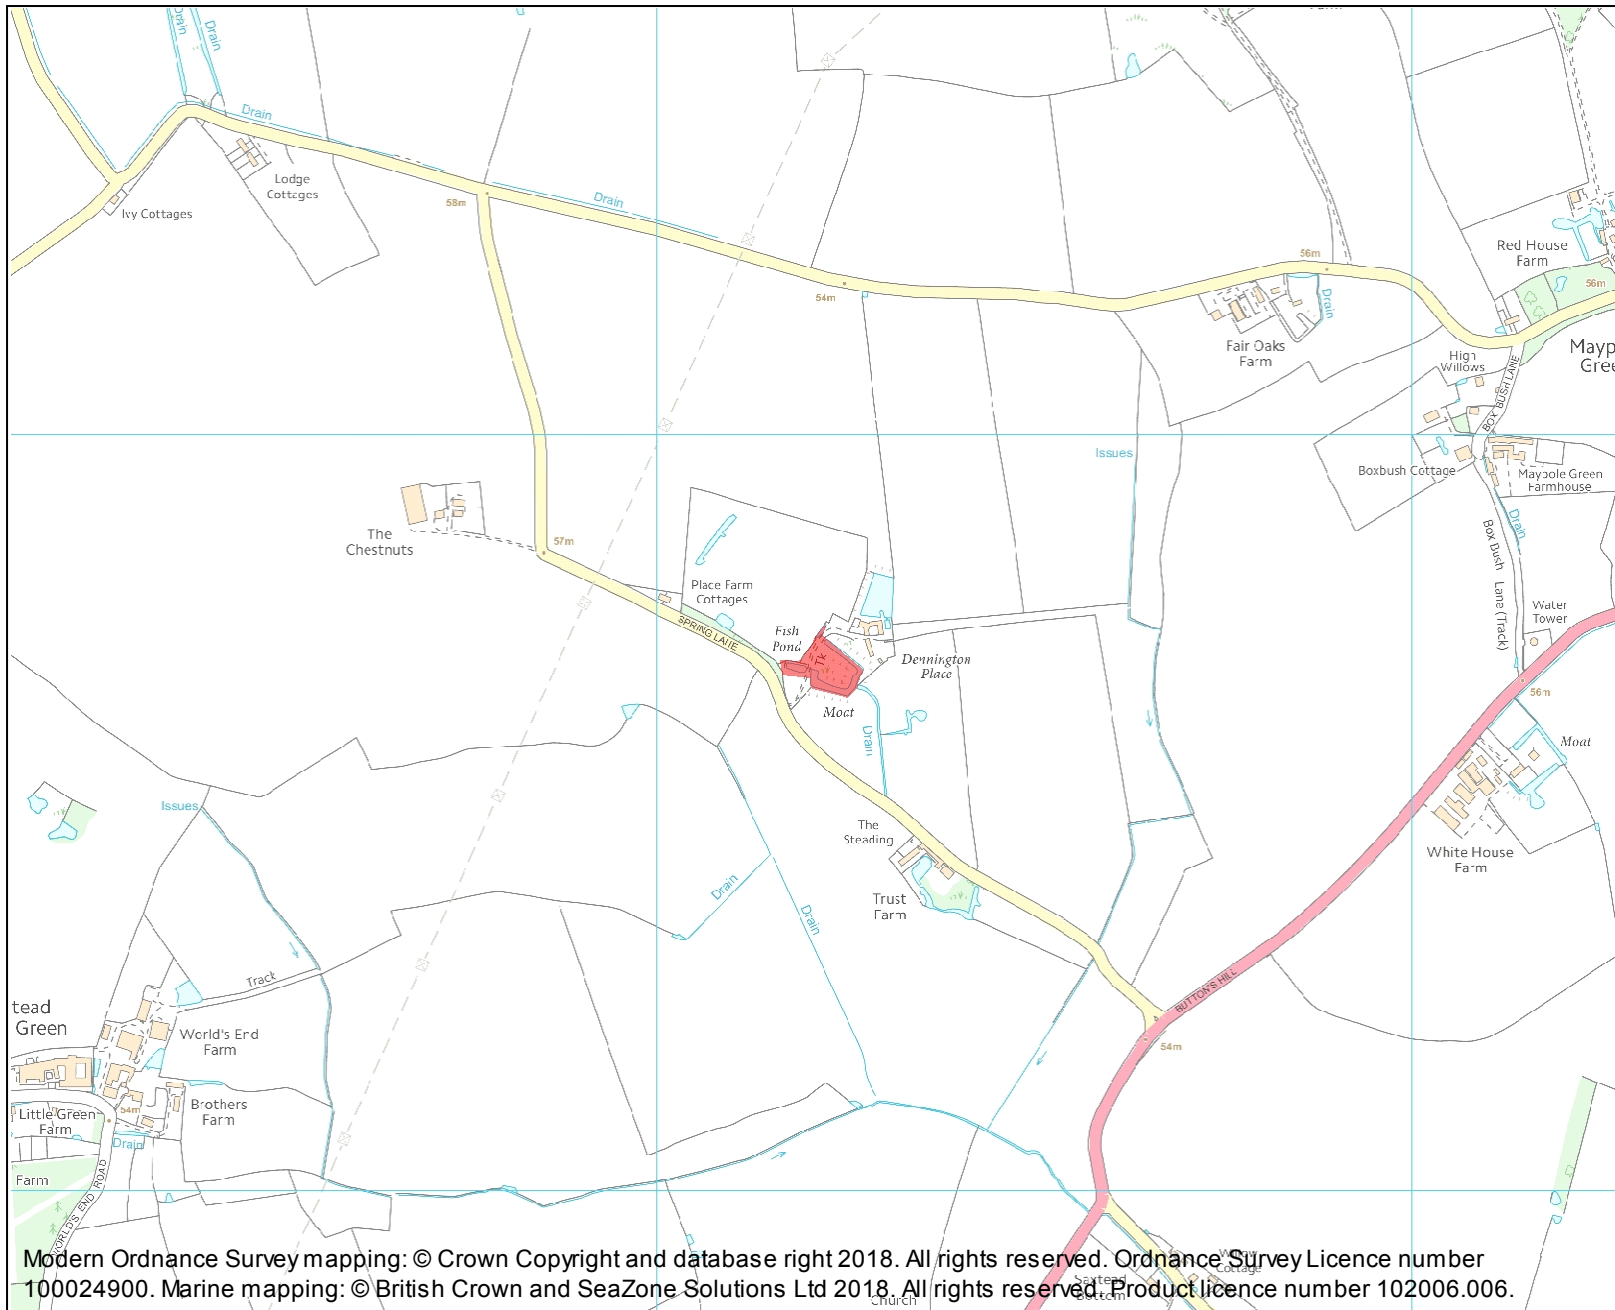 Drain
Drain
Drain
Lodge
Cottages
Ivy Cottages
58m
Drain
54m
56m
Drain
Fair Oaks
Farm
Red House
Farm
56m
High
Willows
BOX BUSH LANE
Boxbush Cottage
Maypole Green
Farmhouse
Issues
Drain
Box Bush Lane (Track)
Water
Tower
56m
The
Chestnuts
57m
Place Farm
Cottages
SPRING LANE
Fish
Pond
Tk
Dennington
Place
Moat
Drain
Moat
White House
Farm
The
Steading
Trust
Farm
Issues
Drain
Drain
Track
BUTTON'S HILL
54m
tead
Green
World's End
Farm
Brothers
Farm
Little Green
Farm
54m
Drain
Farm
WORLD'S END ROAD
Willow
Cottage
Saxtead
Bottom
Church
Modern Ordnance Survey mapping: © Crown Copyright and database right 2018. All rights reserved. Ordnance Survey Licence number
100024900. Marine mapping: © British Crown and SeaZone Solutions Ltd 2018. All rights reserved. Product licence number 102006.006.